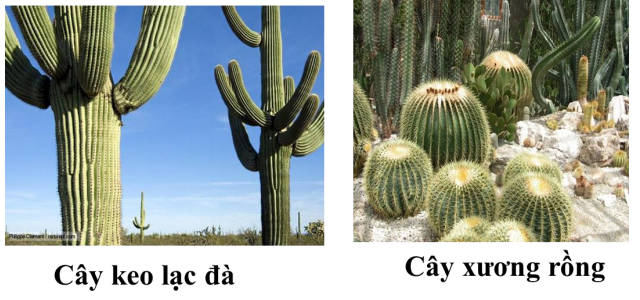 Cây keo lạc đà
Cây xương rồng